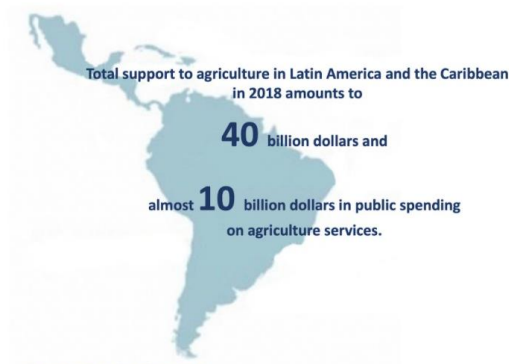 Total support to agriculture in Latin America and the Caribbean
in 2018 amounts to
40 billion dollars and
almost 10 billion dollars in public spending
on agriculture services.